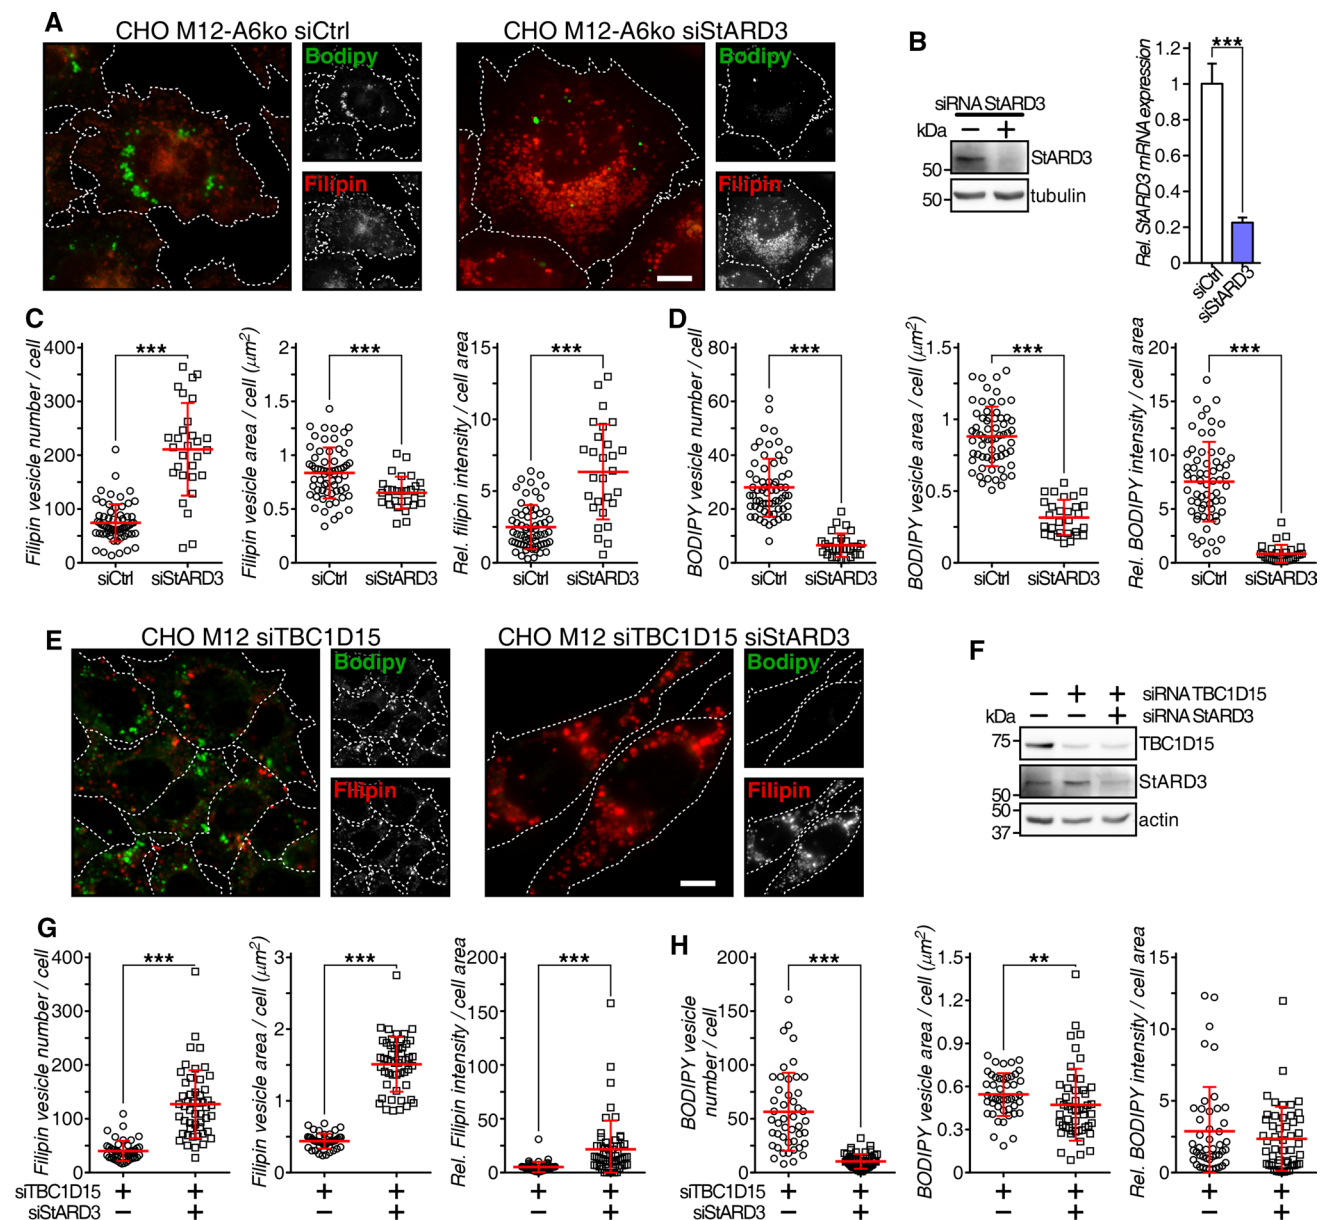 A
CHO M12-A6ko siCtrl
Bodipy
Filipin
CHO M12-A6ko siStARD3
Bodipy
Filipin
B
siRNA StARD3
kDa − +
50 StARD3
50 tubulin
Rel. StARD3 mRNA expression
1.2
1
0.8
0.6
0.4
0.2
0
***
siCtrl
siStARD3
C
Filipin vesicle number / cell
400
300
200
100
0
***
siCtrl siStARD3
Filipin vesicle area / cell (µm²)
2
1.5
1
0.5
0
***
siCtrl siStARD3
Rel. filipin intensity / cell area
15
10
5
0
***
siCtrl siStARD3
D
BODIPY vesicle number / cell
80
60
40
20
0
***
siCtrl siStARD3
BODIPY vesicle area / cell (µm²)
1.5
1
0.5
0
***
siCtrl siStARD3
Rel. BODIPY intensity / cell area
20
15
10
5
0
***
siCtrl siStARD3
E
CHO M12 siTBC1D15
Bodipy
Filipin
CHO M12 siTBC1D15 siStARD3
Bodipy
Filipin
F
− + + siRNA TBC1D15
kDa − − + siRNA StARD3
75 TBC1D15
StARD3
50
50
actin
37
G
Filipin vesicle number / cell
400
300
200
100
0
***
siTBC1D15 + +
siStARD3 − +
Filipin vesicle area / cell (µm²)
3
2
1
0
***
+ +
− +
Rel. Filipin intensity / cell area
200
150
100
50
0
***
+ +
− +
H
BODIPY vesicle
number / cell
200
150
100
50
0
***
siTBC1D15 + +
siStARD3 − +
BODIPY vesicle area / cell (µm²)
1.5
1.2
0.9
0.6
0.3
0
**
+ +
− +
Rel. BODIPY intensity / cell area
15
10
5
0
+ +
− +